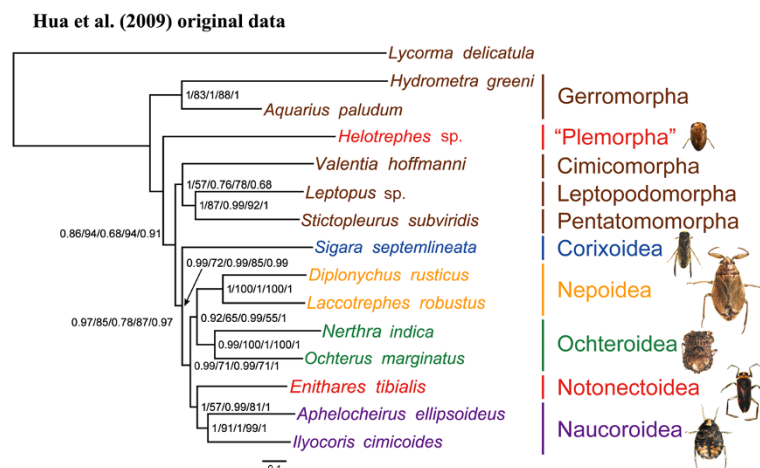 Hua et al. (2009) original data
Lycorma delicatula
Hydrometra greeni
1/83/1/88/1
Gerromorpha
Aquarius paludum
Helotrephes sp.
“Plemorpha”
Valentia hoffmanni
Cimicomorpha
1/57/0.76/78/0.68
Leptopus sp.
Leptopodomorpha
1/87/0.99/92/1
Stictopleurus subviridis
Pentatomomorpha
0.86/94/0.68/94/0.91
Sigara septemlineata
Corixoidea
0.99/72/0.99/85/0.99
Diplonychus rusticus
1/100/1/100/1
Nepoidea
Laccotrephes robustus
0.92/65/0.99/55/1
0.97/85/0.78/87/0.97
Nerthra indica
0.99/100/1/100/1
Ochteroidea
Ochterus marginatus
0.99/71/0.99/71/1
Enithares tibialis
Notonectoidea
1/57/0.99/81/1
Aphelocheirus ellipsoideus
Naucoroidea
1/91/1/99/1
Ilyocoris cimicoides